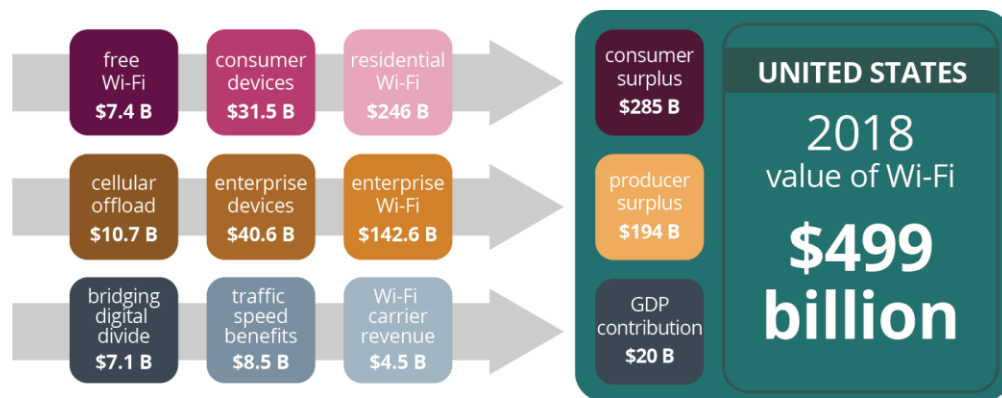 free
Wi-Fi
$7.4 B
consumer
devices
$31.5 B
residential
Wi-Fi
$246 B
consumer
surplus
$285 B
cellular
offload
$10.7 B
enterprise
devices
$40.6 B
enterprise
Wi-Fi
$142.6 B
producer
surplus
$194 B
bridging
digital
divide
$7.1 B
traffic
speed
benefits
$8.5 B
Wi-Fi
carrier
revenue
$4.5 B
GDP
contribution
$20 B
UNITED STATES
2018
value of Wi-Fi
$499
billion